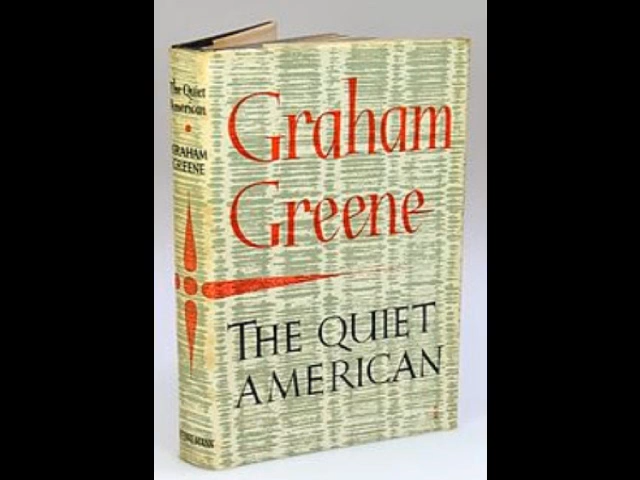 The Quiet
American
GRAHAM
GREENE
Graham
Greene
THE QUIET
AMERICAN